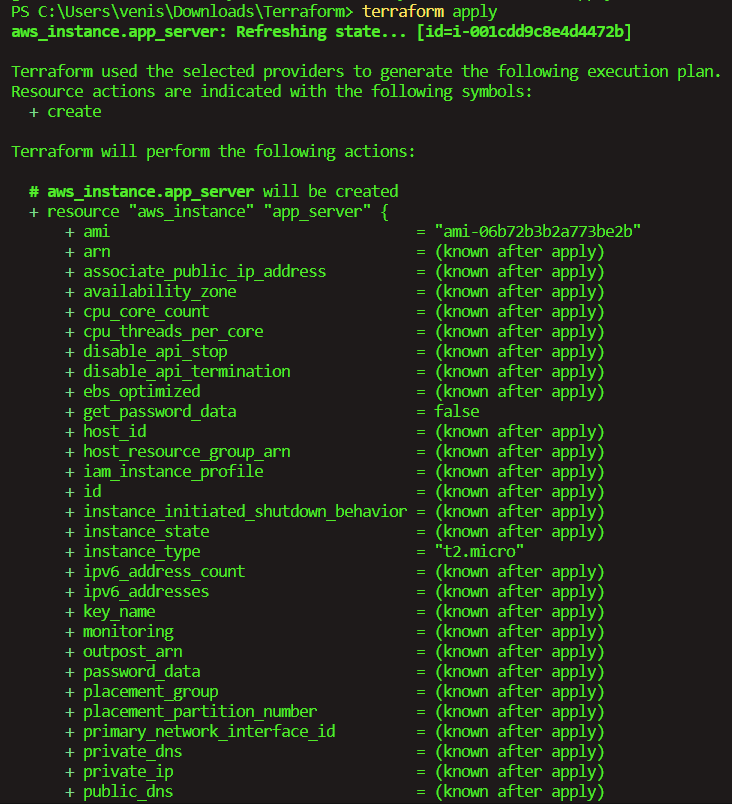 PS C:\Users\venis\Downloads\Terraform> terraform apply
aws_instance.app_server: Refreshing state... [id=i-001cdd9c8e4d4472b]
Terraform used the selected providers to generate the following execution plan.
Resource actions are indicated with the following symbols:
+ create
Terraform will perform the following actions:
# aws_instance.app_server will be created
+ resource "aws_instance" "app_server" {
+ ami = "ami-06b72b3b2a773be2b"
+ arn = (known after apply)
+ associate_public_ip_address = (known after apply)
+ availability_zone = (known after apply)
+ cpu_core_count = (known after apply)
+ cpu_threads_per_core = (known after apply)
+ disable_api_stop = (known after apply)
+ disable_api_termination = (known after apply)
+ ebs_optimized = (known after apply)
+ get_password_data = false
+ host_id = (known after apply)
+ host_resource_group_arn = (known after apply)
+ iam_instance_profile = (known after apply)
+ id = (known after apply)
+ instance_initiated_shutdown_behavior = (known after apply)
+ instance_state = (known after apply)
+ instance_type = "t2.micro"
+ ipv6_address_count = (known after apply)
+ ipv6_addresses = (known after apply)
+ key_name = (known after apply)
+ monitoring = (known after apply)
+ outpost_arn = (known after apply)
+ password_data = (known after apply)
+ placement_group = (known after apply)
+ placement_partition_number = (known after apply)
+ primary_network_interface_id = (known after apply)
+ private_dns = (known after apply)
+ private_ip = (known after apply)
+ public_dns = (known after apply)